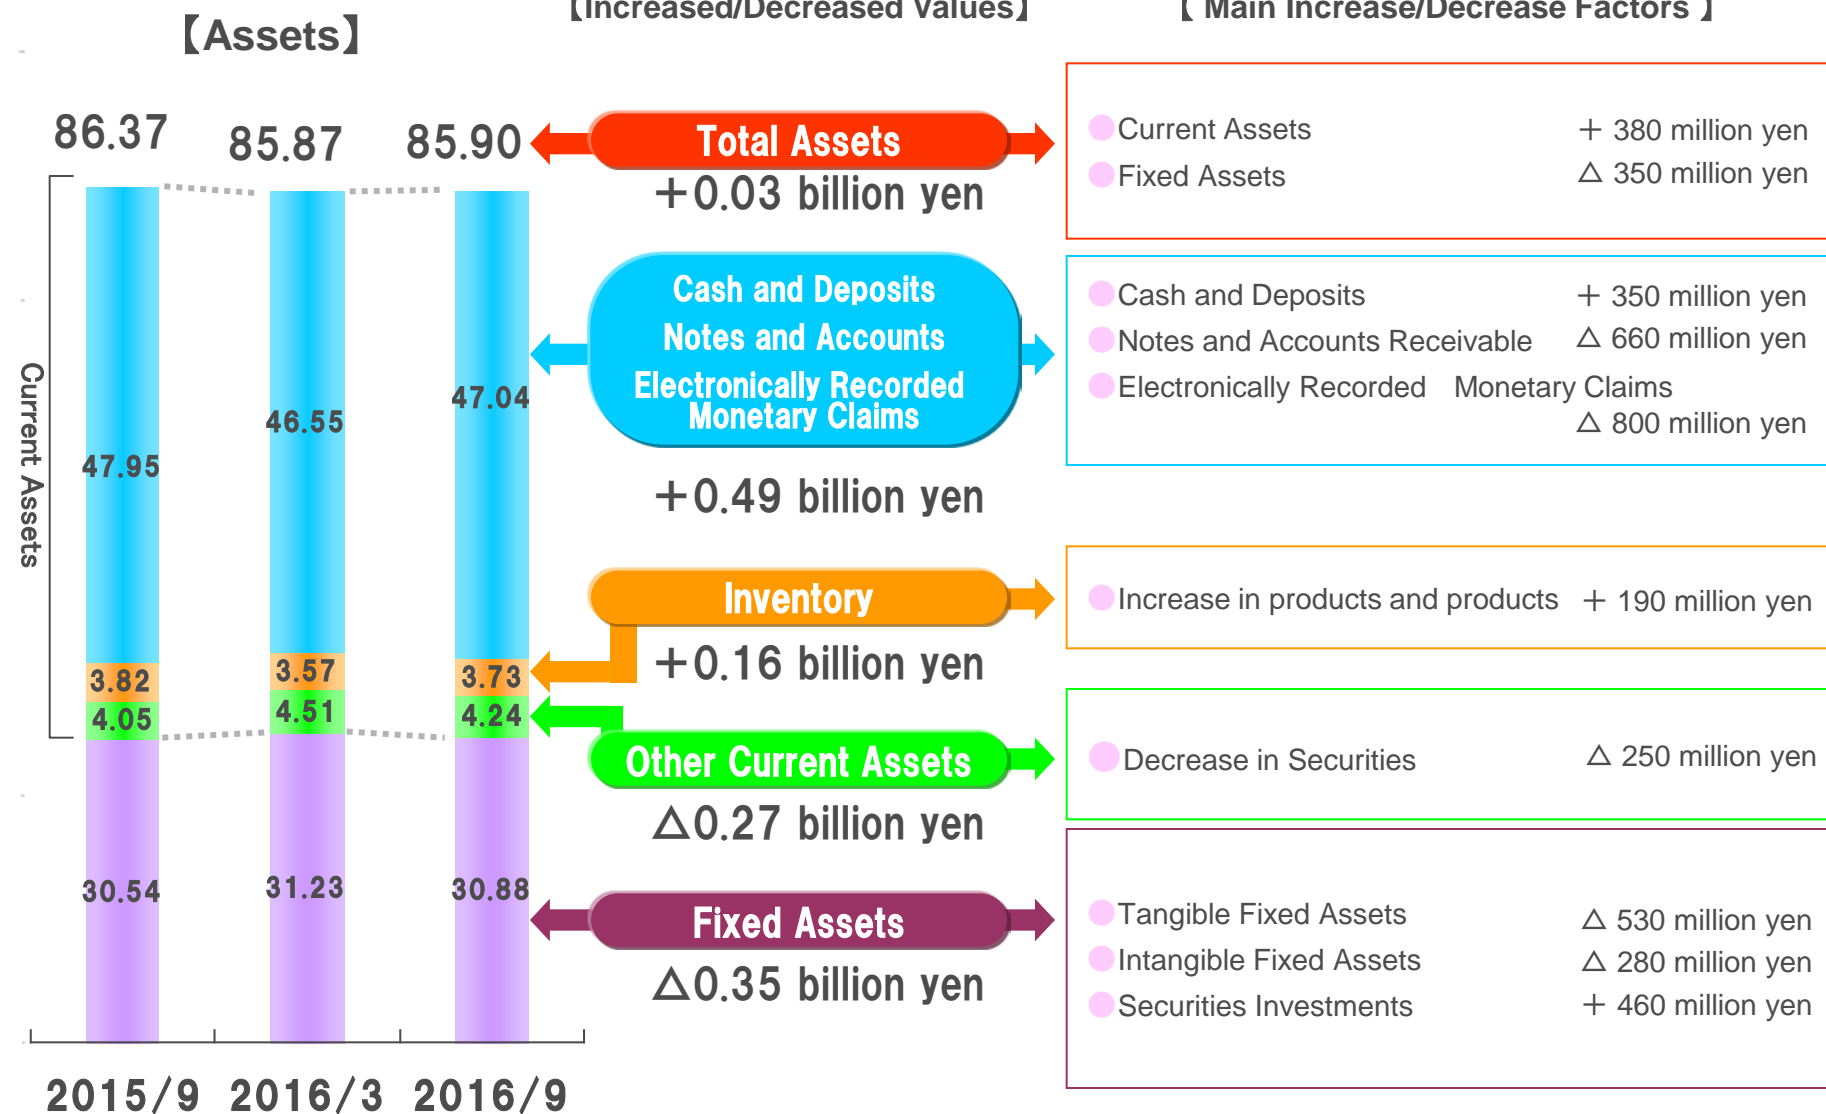 【Assets】
【Increased/Decreased Values】
【 Main Increase/Decrease Factors 】
86.37
85.87
85.90
Total Assets
+0.03 billion yen
Current Assets + 380 million yen
Fixed Assets △ 350 million yen
Current Assets
47.95
46.55
47.04
Cash and Deposits
Notes and Accounts
Electronically Recorded
Monetary Claims
+0.49 billion yen
Cash and Deposits + 350 million yen
Notes and Accounts Receivable △ 660 million yen
Electronically Recorded Monetary Claims
△ 800 million yen
3.82
3.57
3.73
Inventory
+0.16 billion yen
Increase in products and products + 190 million yen
4.05
4.51
4.24
Other Current Assets
△0.27 billion yen
Decrease in Securities △ 250 million yen
30.54
31.23
30.88
Fixed Assets
△0.35 billion yen
Tangible Fixed Assets △ 530 million yen
Intangible Fixed Assets △ 280 million yen
Securities Investments + 460 million yen
2015/9 2016/3 2016/9